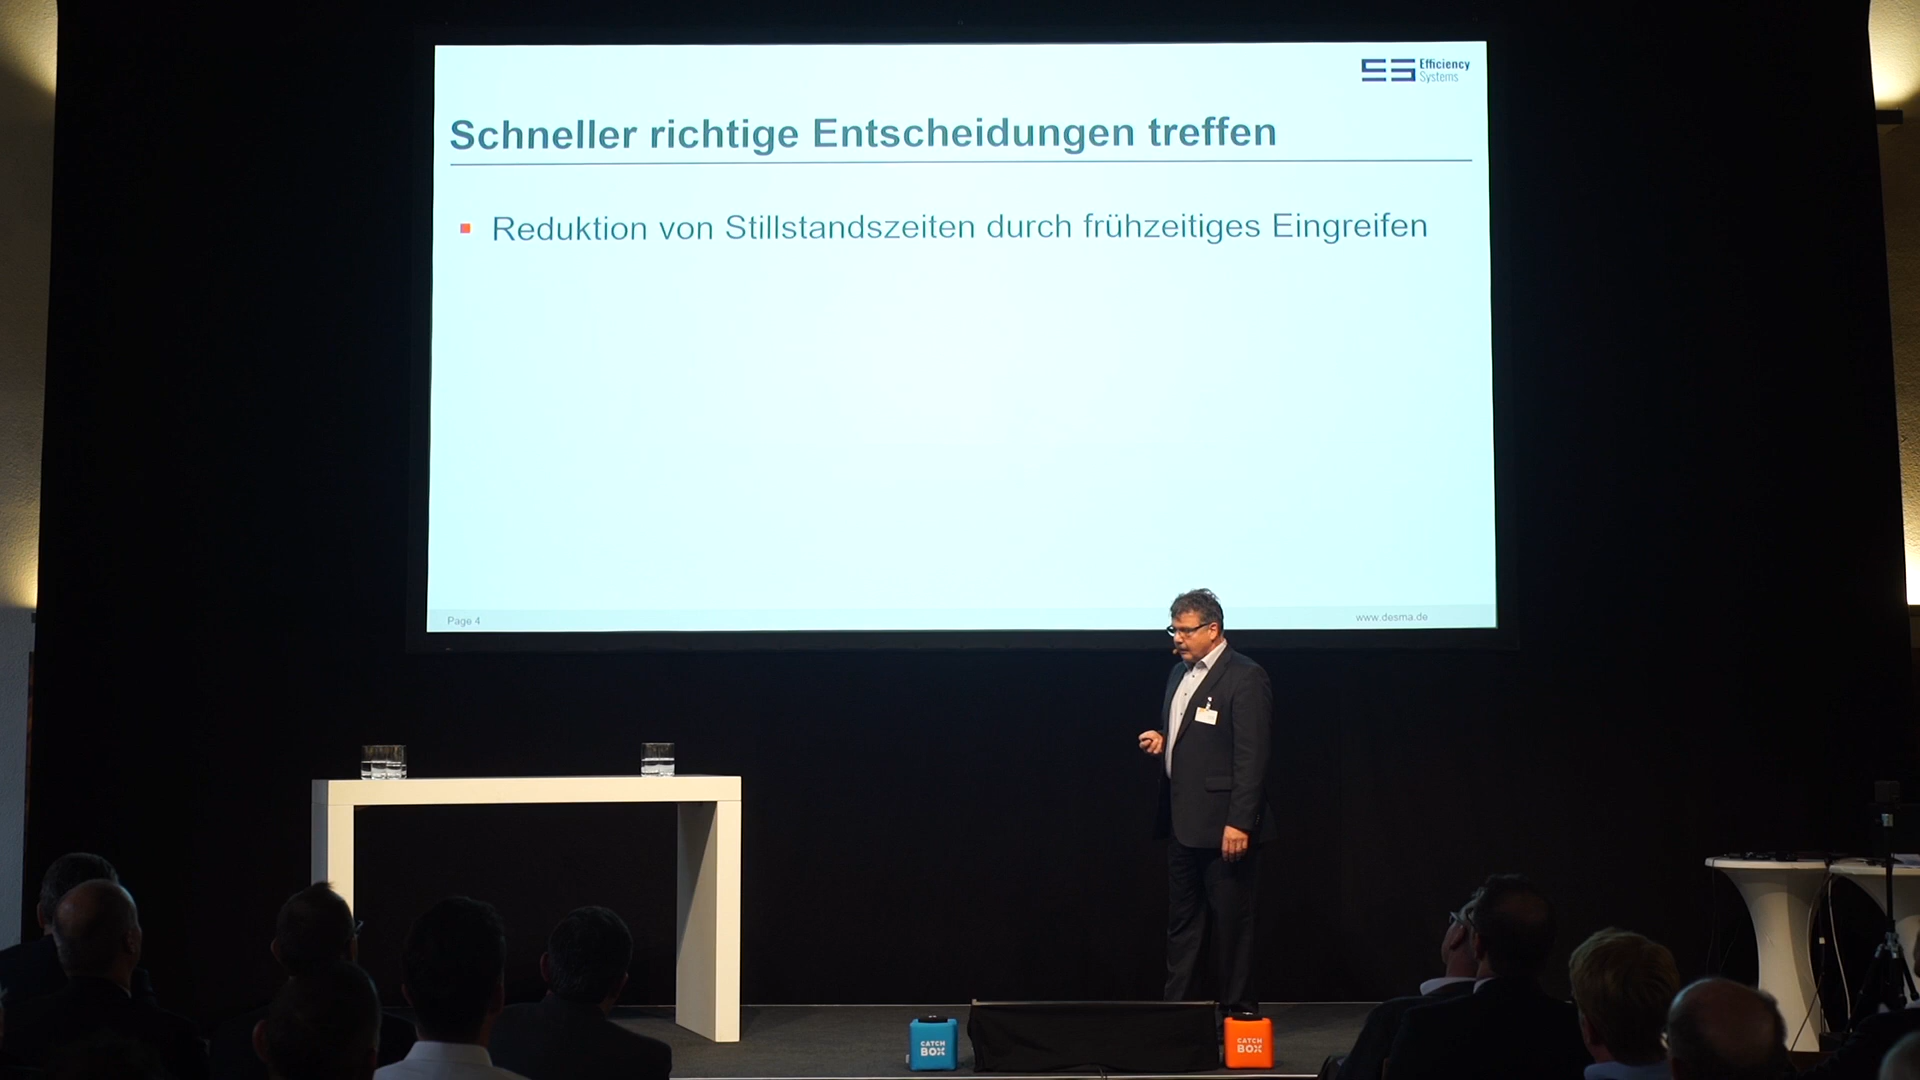 Efficiency
Systems
Schneller richtige Entscheidungen treffen
Reduktion von Stillstandszeiten durch frühzeitiges Eingreifen
Page 4
www.desma.de
CATCH
BOX
CATCH
BOX